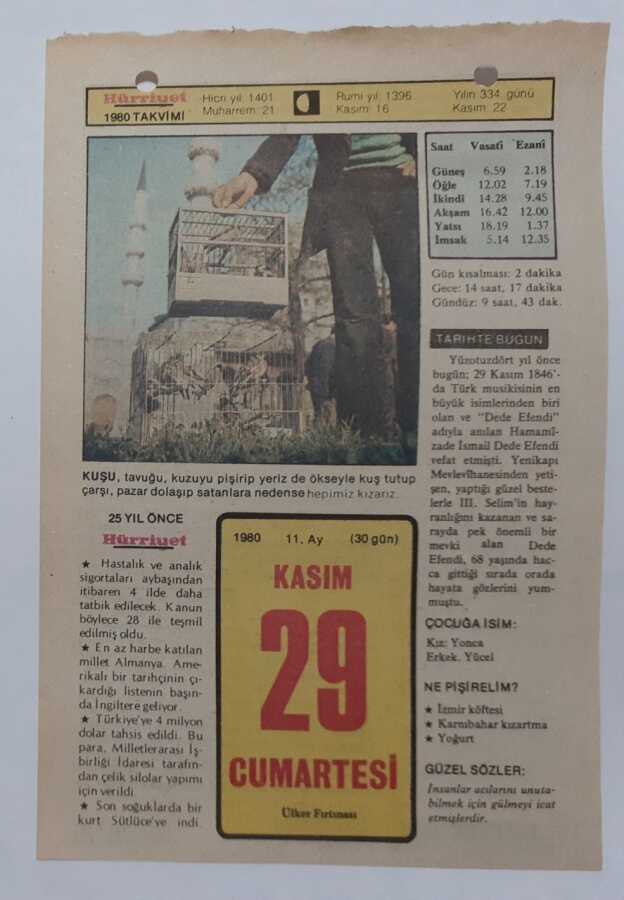 Hürriyet
1980 TAKVİMİ
Hicri yıl: 1401
Muharrem: 21
Rumi yıl: 1396
Kasım: 16
Yılın 334. günü
Kasım: 22
Saat Vasatî Ezanî
Güneş 6.59 2.18
Öğle 12.02 7.19
İkindi 14.28 9.45
Akşam 16.42 12.00
Yatsı 18.19 1.37
İmsak 5.14 12.35
Gün kısalması: 2 dakika
Gece: 14 saat, 17 dakika
Gündüz: 9 saat, 43 dak.
TARİHTE BUGÜN
Yüzotuzdört yıl önce
bugün; 29 Kasım 1846'-
da Türk musikisinin en
büyük isimlerinden biri
olan ve "Dede Efendi"
adıyla anılan Hamamî-
zade İsmail Dede Efendi
vefat etmişti. Yenikapı
Mevlevîhanesinden yeti-
şen, yaptığı güzel beste-
lerle III. Selim'in hay-
ranlığını kazanan ve sa-
rayda pek önemli bir
mevki alan Dede
Efendi, 68 yaşında hac-
ca gittiği sırada orada
hayata gözlerini yum-
muştu.
ÇOCUĞA İSİM:
Kız: Yonca
Erkek: Yücel
NE PİŞİRELİM?
★ İzmir köftesi
★ Karnıbahar kızartma
★ Yoğurt
GÜZEL SÖZLER:
İnsanlar acılarını unuta-
bilmek için gülmeyi icat
etmişlerdir.
KUŞU, tavuğu, kuzuyu pişirip yeriz de ökseyle kuş tutup
çarşı, pazar dolaşıp satanlara nedense hepimiz kızarız.
25 YIL ÖNCE
Hürriyet
★ Hastalık ve analık
sigortaları aybaşından
itibaren 4 ilde daha
tatbik edilecek. Kanun
böylece 28 ile teşmil
edilmiş oldu.
★ En az harbe katılan
millet Almanya. Ame-
rikalı bir tarihçinin çı-
kardığı listenin başın-
da İngiltere geliyor.
★ Türkiye'ye 4 milyon
dolar tahsis edildi. Bu
para, Milletlerarası İş-
birliği İdaresi tarafın-
dan çelik silolar yapımı
için verildi.
★ Son soğuklarda bir
kurt Sütlüce'ye indi.
1980 11. Ay (30 gün)
KASIM
29
CUMARTESİ
Ülker Fırtınası